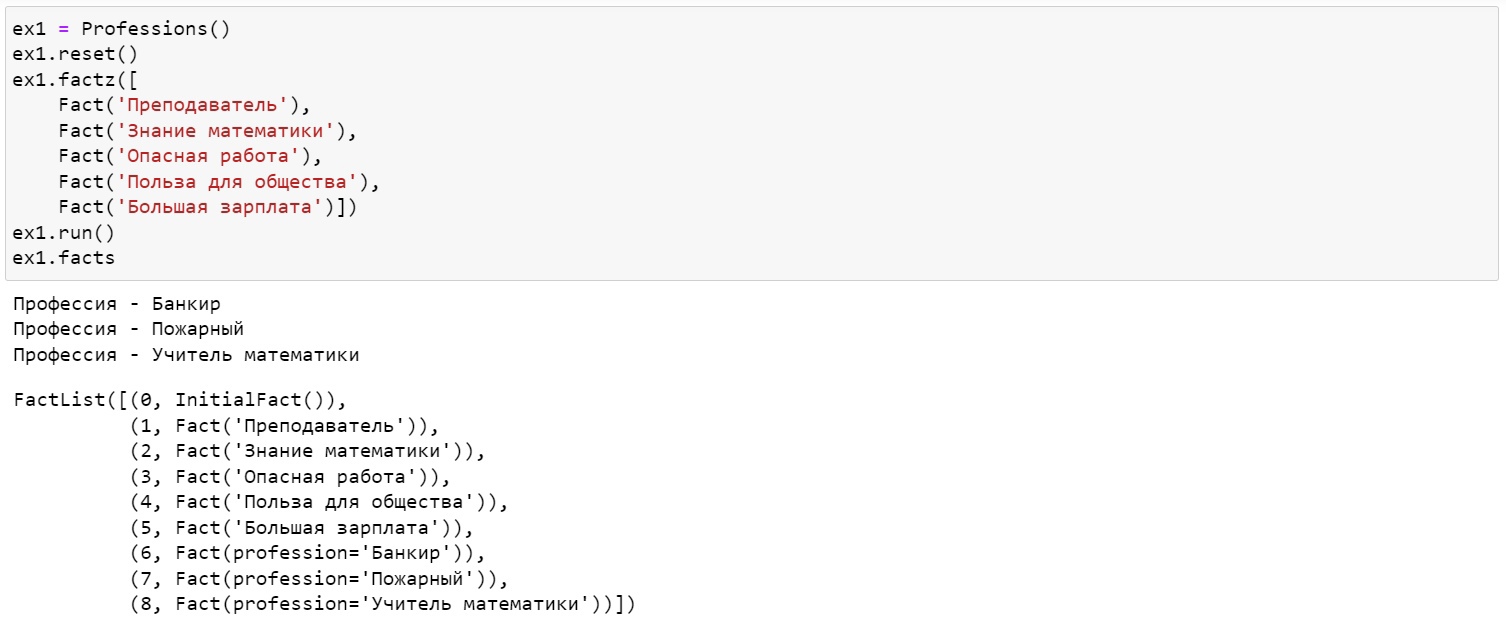 ex1 = Professions()
ex1.reset()
ex1.factz([
    Fact('Преподаватель'),
    Fact('Знание математики'),
    Fact('Опасная работа'),
    Fact('Польза для общества'),
    Fact('Большая зарплата')])
ex1.run()
ex1.facts
Профессия - Банкир
Профессия - Пожарный
Профессия - Учитель математики
FactList([(0, InitialFact()),
          (1, Fact('Преподаватель')),
          (2, Fact('Знание математики')),
          (3, Fact('Опасная работа')),
          (4, Fact('Польза для общества')),
          (5, Fact('Большая зарплата')),
          (6, Fact(profession='Банкир')),
          (7, Fact(profession='Пожарный')),
          (8, Fact(profession='Учитель математики'))])